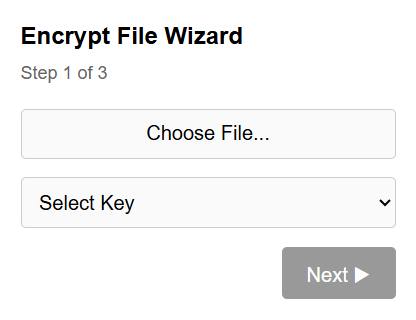 Encrypt File Wizard
Step 1 of 3
Choose File...
Select Key
Next ▶